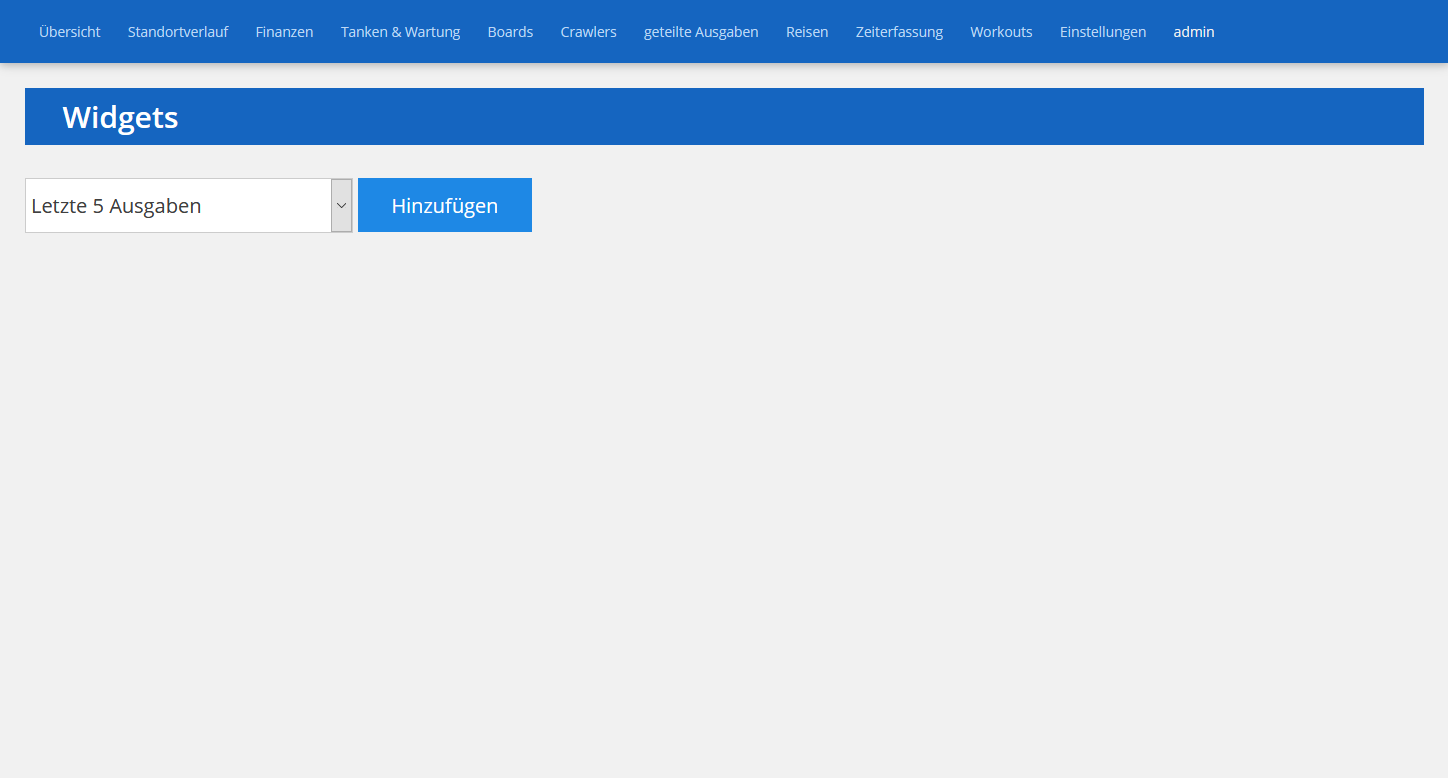 Übersicht Standortverlauf Finanzen Tanken & Wartung Boards Crawlers geteilte Ausgaben Reisen Zeiterfassung Workouts Einstellungen admin
Widgets
Letzte 5 Ausgaben Hinzufügen